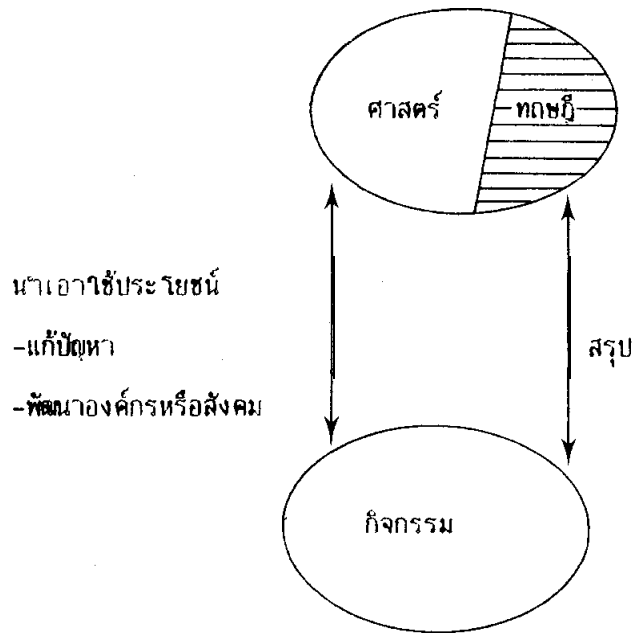 ศาสตร์ ทฤษฎี
นำเอาใช้ประโยชน์
-แก้ปัญหา
สรุป
-พัฒนาองค์กรหรือสังคม
กิจกรรม